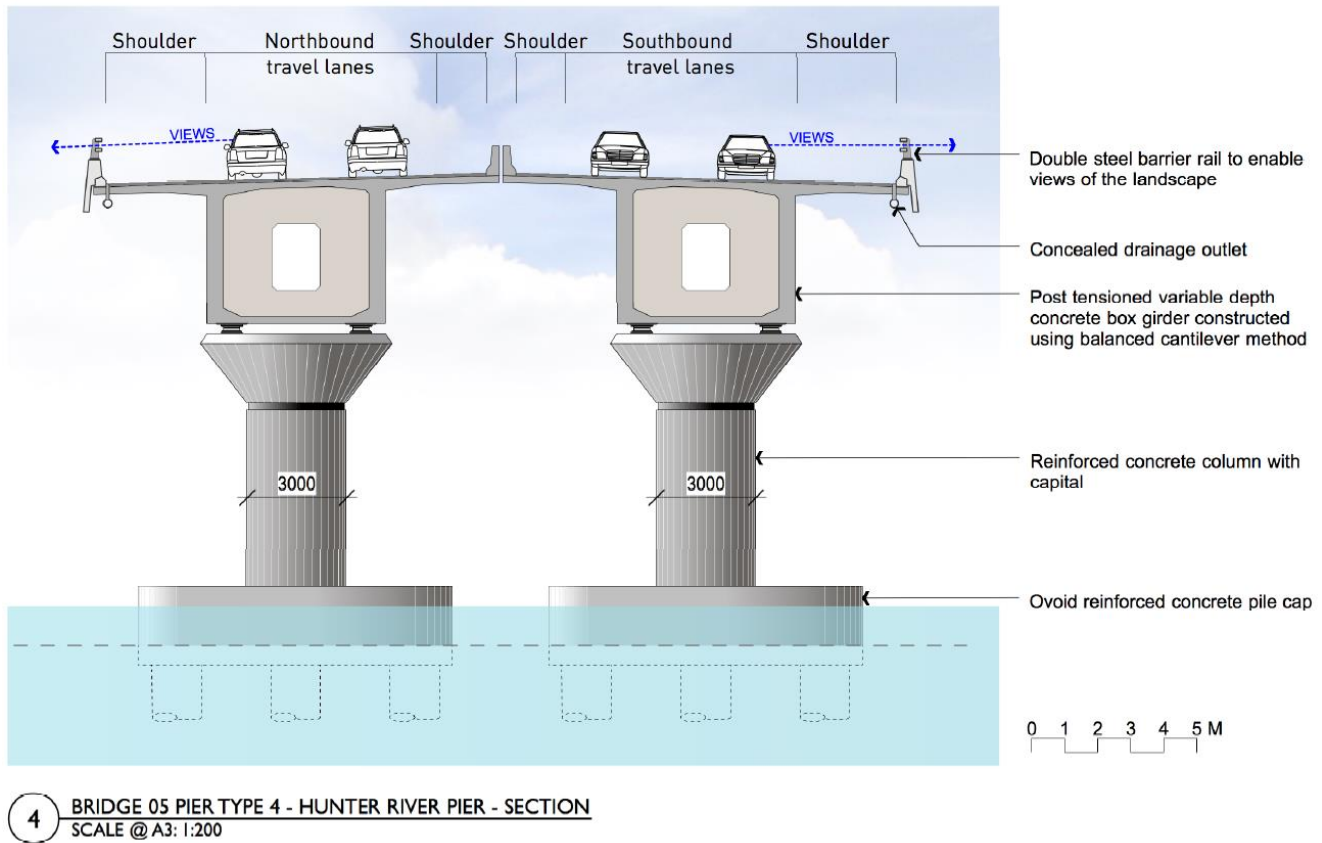 Shoulder
Northbound
travel lanes
Shoulder
Shoulder
Southbound
travel lanes
Shoulder
VIEWS
VIEWS
Double steel barrier rail to enable
views of the landscape
Concealed drainage outlet
Post tensioned variable depth
concrete box girder constructed
using balanced cantilever method
Reinforced concrete column with
capital
3000
3000
Ovoid reinforced concrete pile cap
0 1 2 3 4 5 M
4
BRIDGE 05 PIER TYPE 4 - HUNTER RIVER PIER - SECTION
SCALE @ A3: 1:200